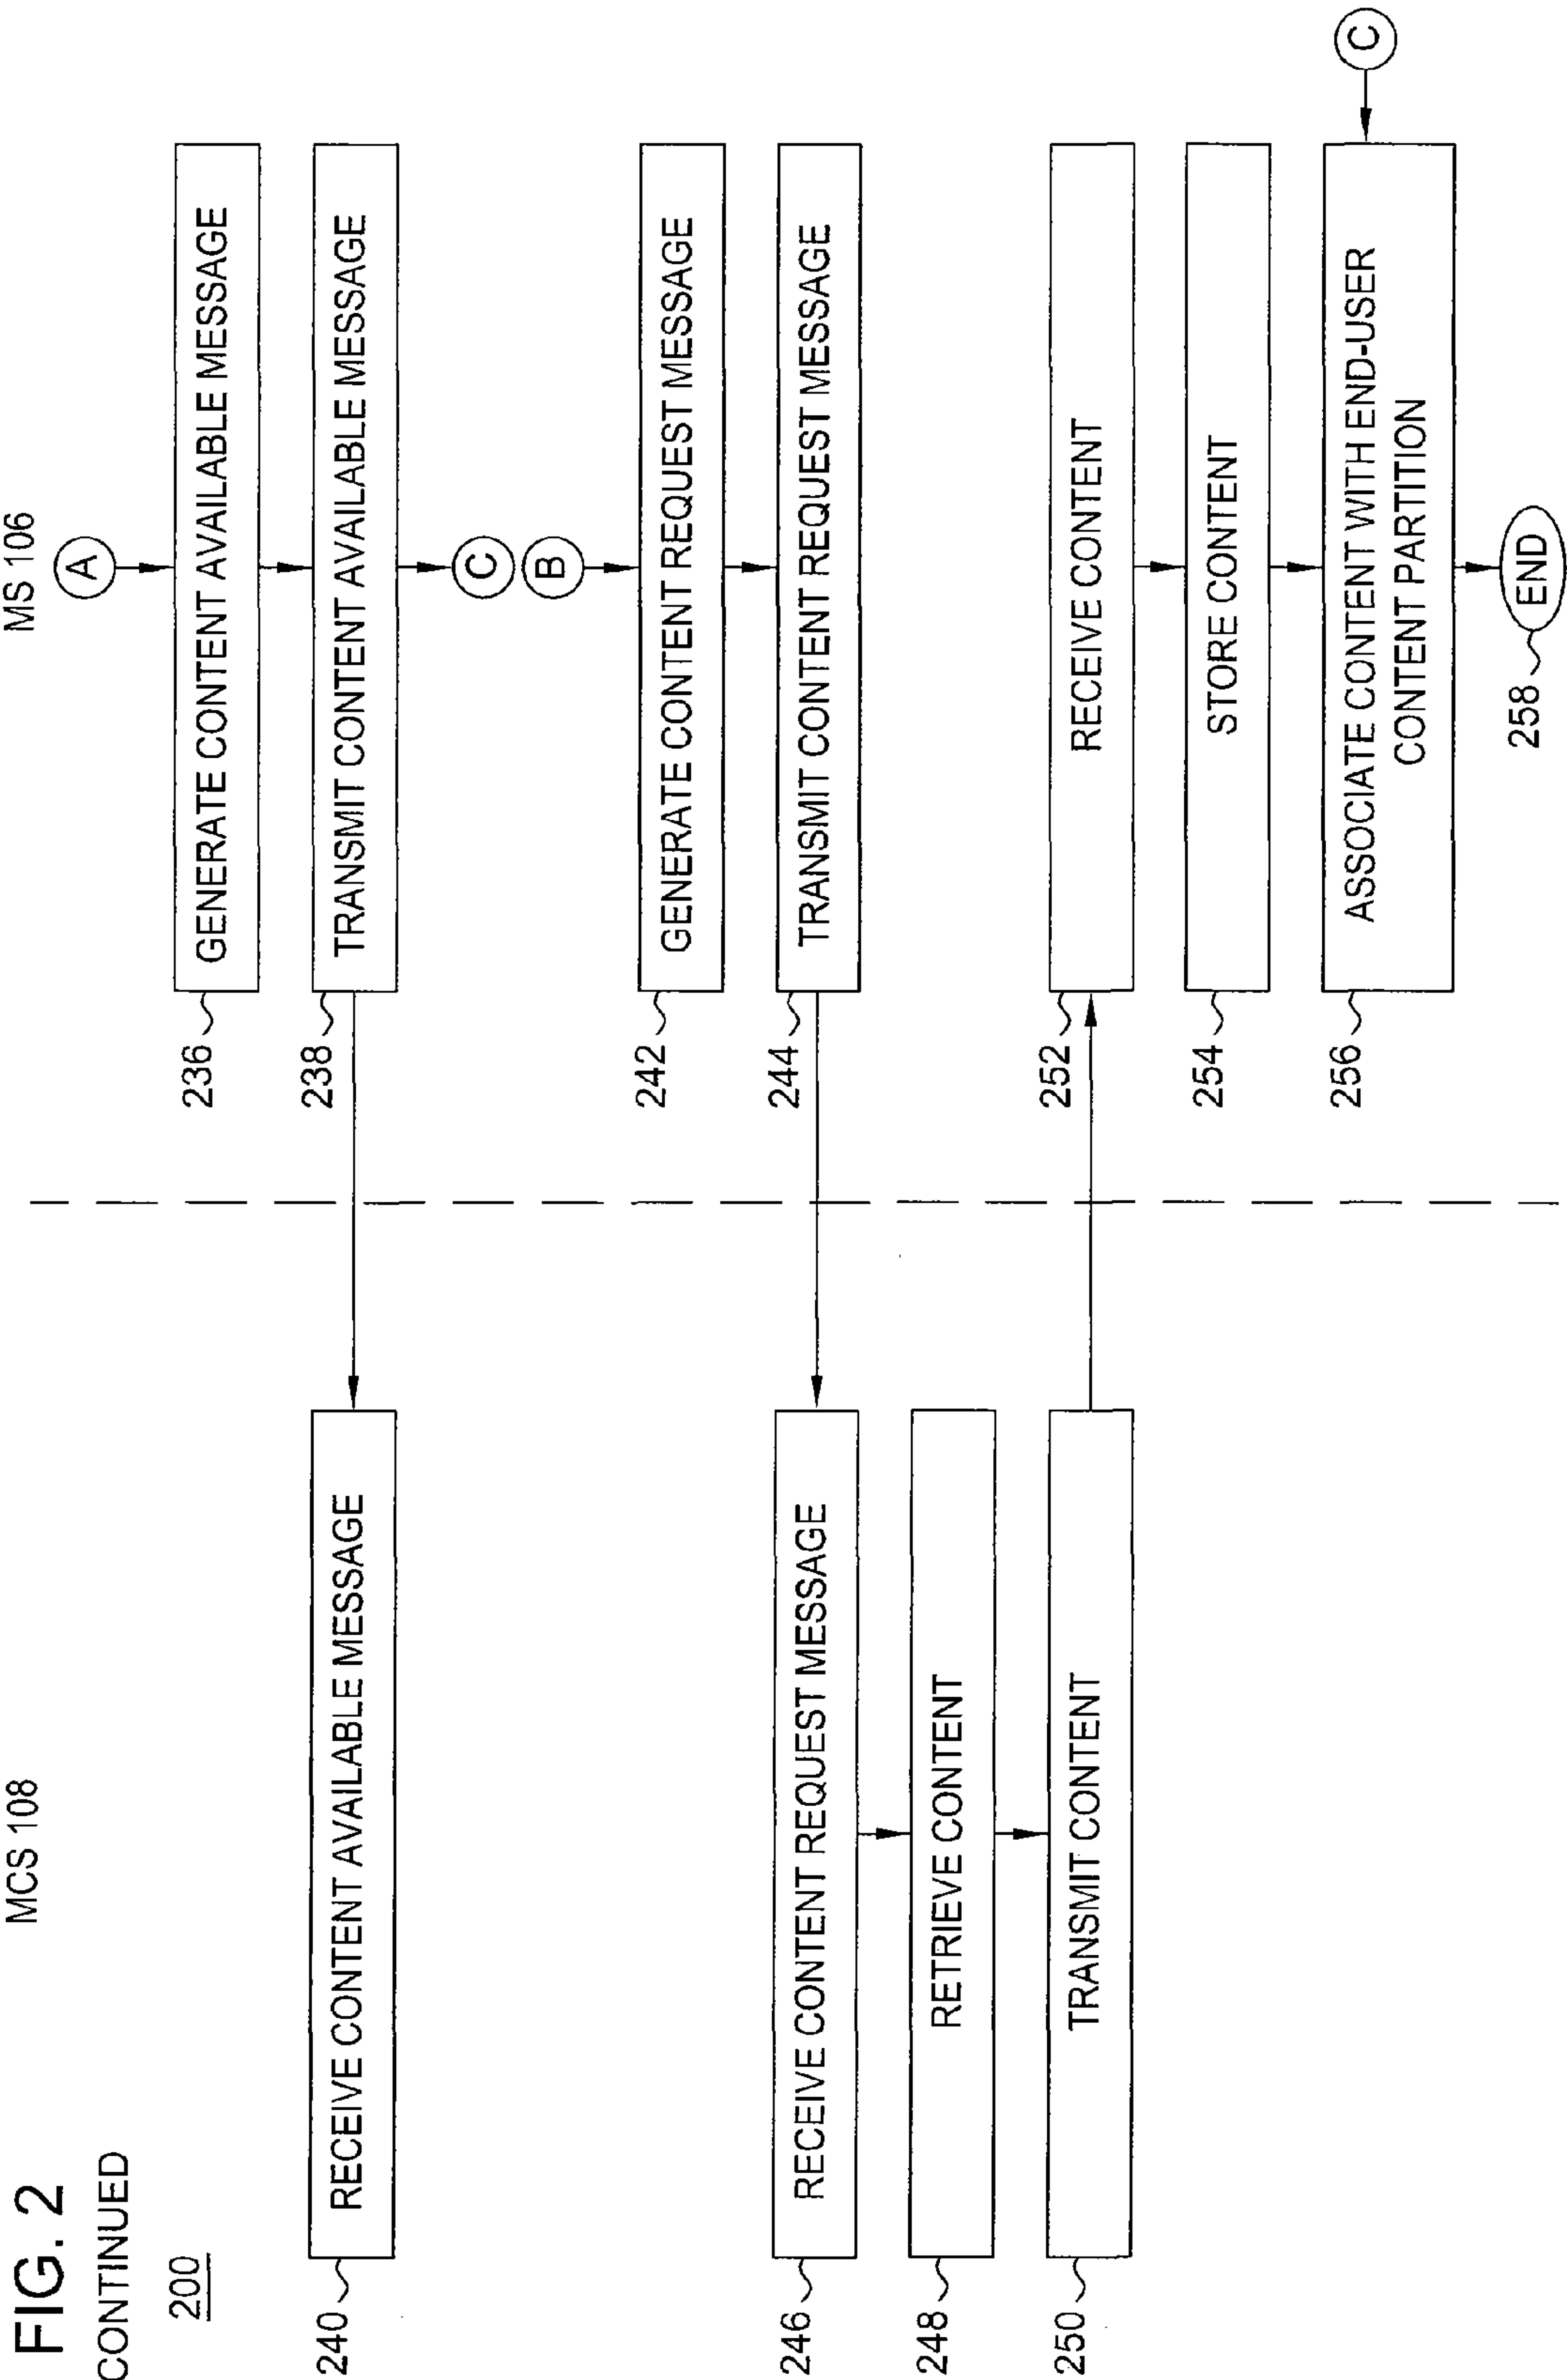 FIG. 2
CONTINUED
200
MCS 108
MS 106
A
236
GENERATE CONTENT AVAILABLE MESSAGE
240
RECEIVE CONTENT AVAILABLE MESSAGE
238
TRANSMIT CONTENT AVAILABLE MESSAGE
C
B
242
GENERATE CONTENT REQUEST MESSAGE
246
RECEIVE CONTENT REQUEST MESSAGE
244
TRANSMIT CONTENT REQUEST MESSAGE
248
RETRIEVE CONTENT
250
TRANSMIT CONTENT
252
RECEIVE CONTENT
254
STORE CONTENT
256
ASSOCIATE CONTENT WITH END-USER
CONTENT PARTITION
C
258
END